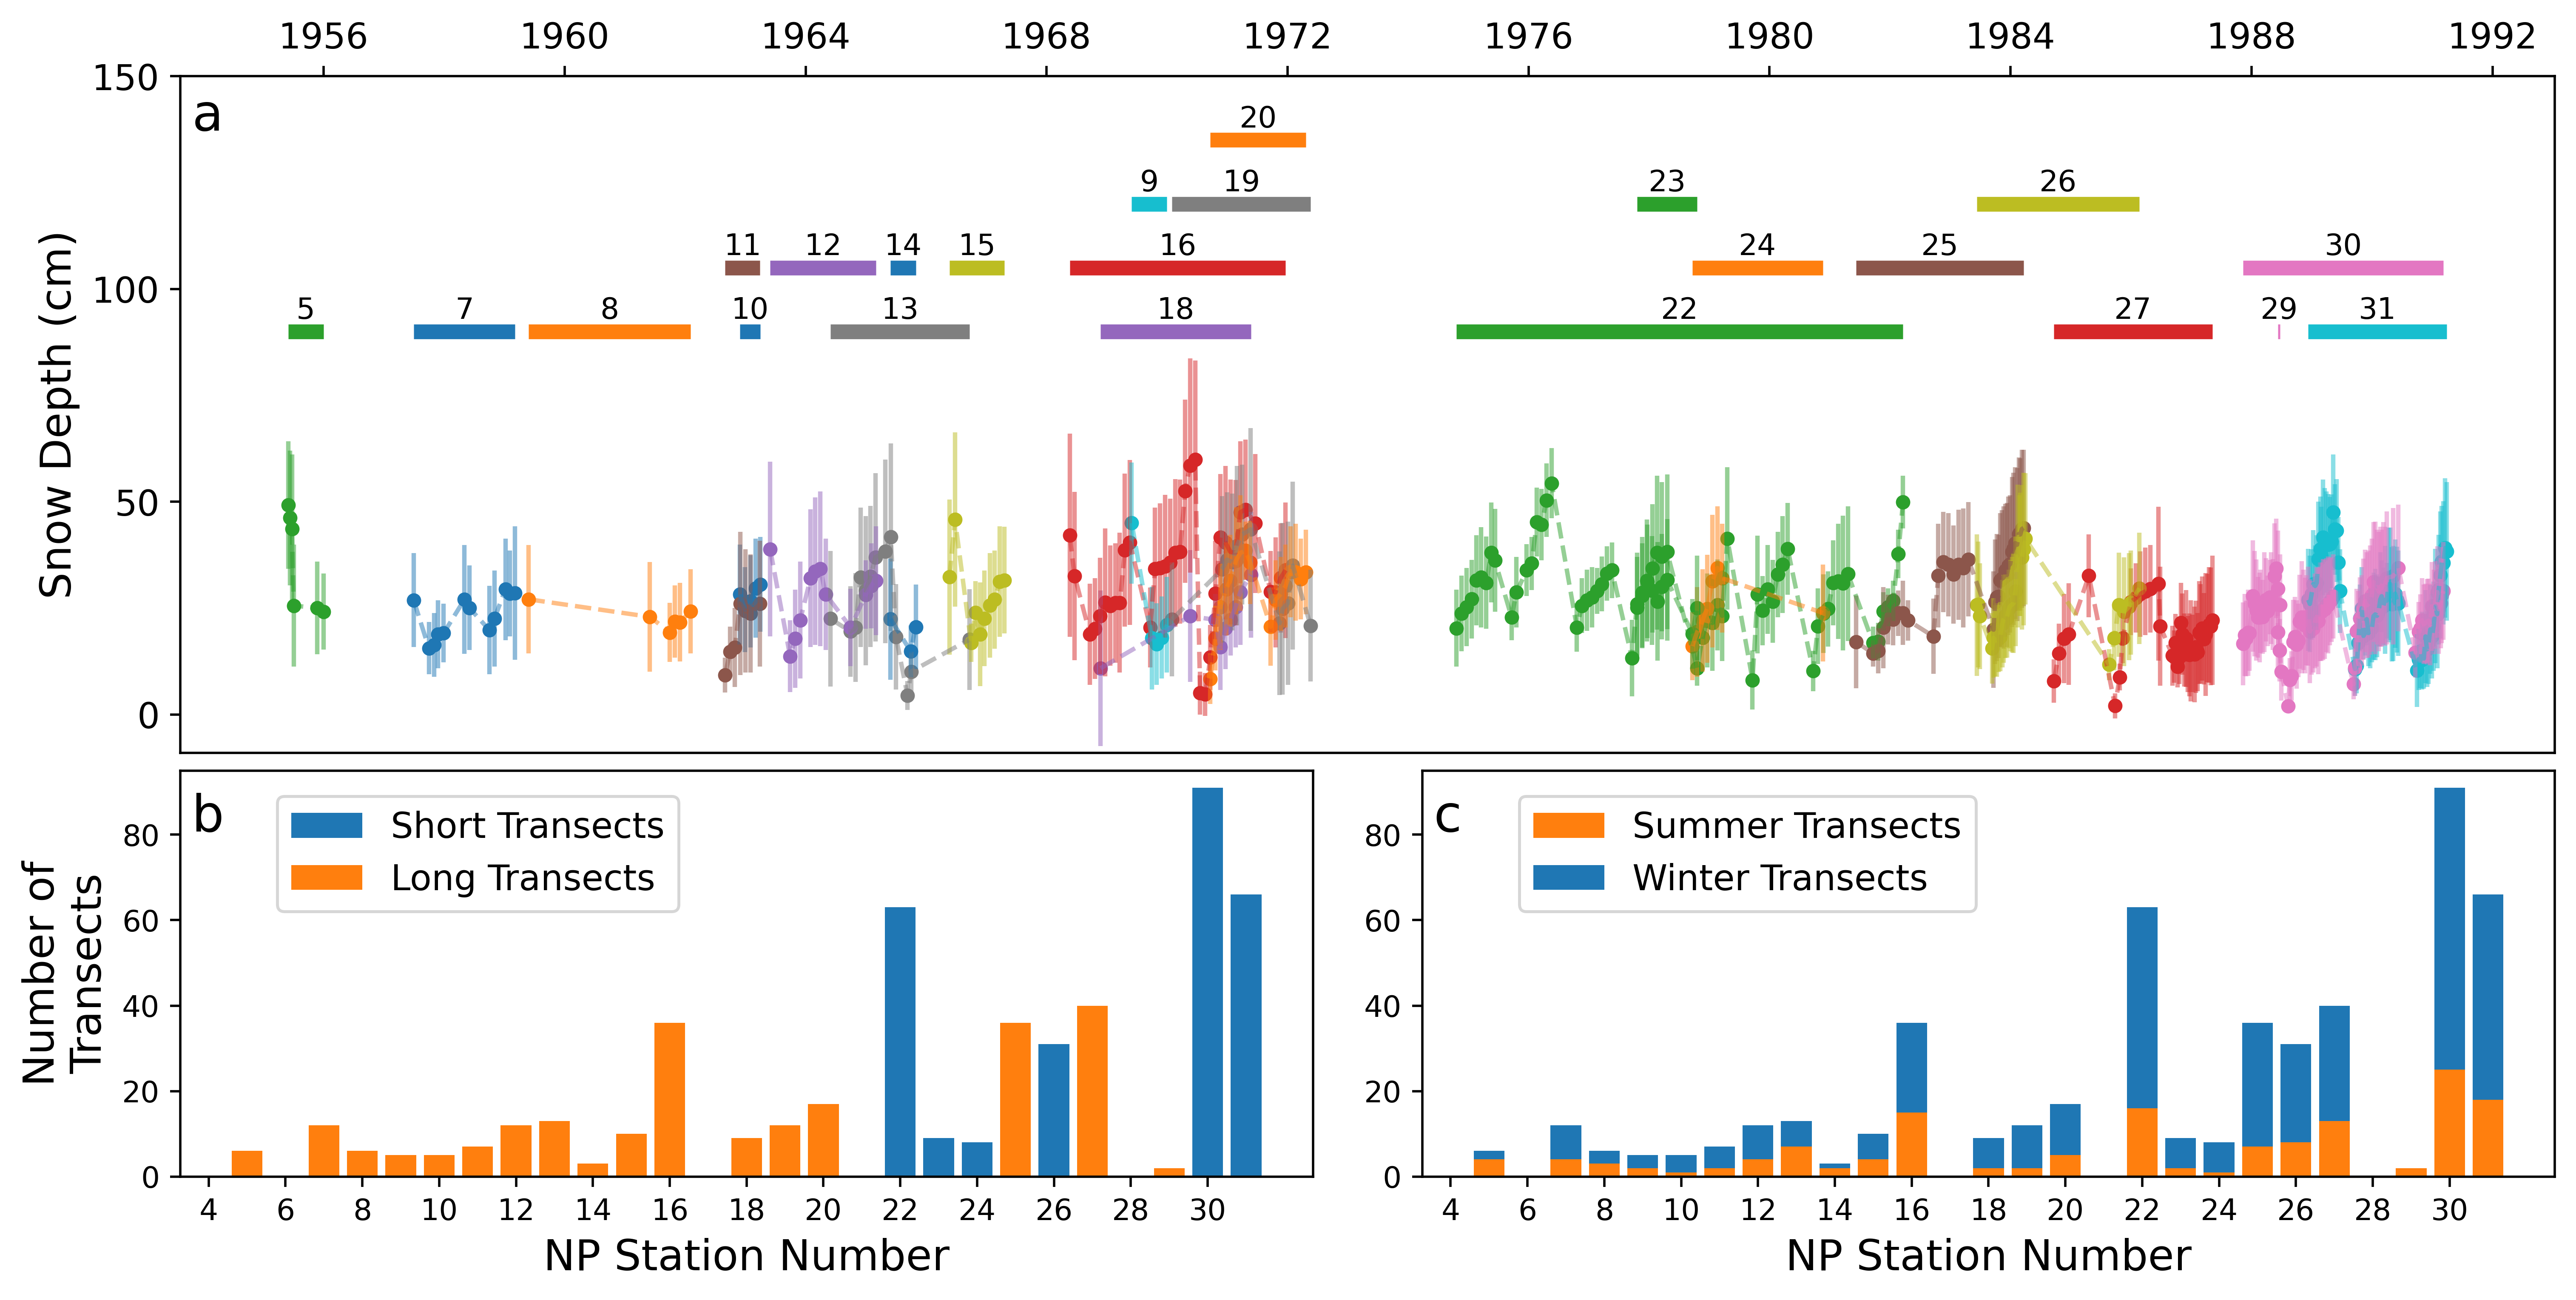 1956 1960 1964 1968 1972 1976 1980 1984 1988 1992
150
a
20
9 19 23 26
11 12 14 15 16 24 25 30
100
5 7 8 10 13 18 22 27 29 31
50
0
Snow Depth (cm)
b
Short Transects
Long Transects
80
60
40
20
0
4 6 8 10 12 14 16 18 20 22 24 26 28 30
Number of
Transects
NP Station Number
c
Summer Transects
Winter Transects
80
60
40
20
0
4 6 8 10 12 14 16 18 20 22 24 26 28 30
NP Station Number